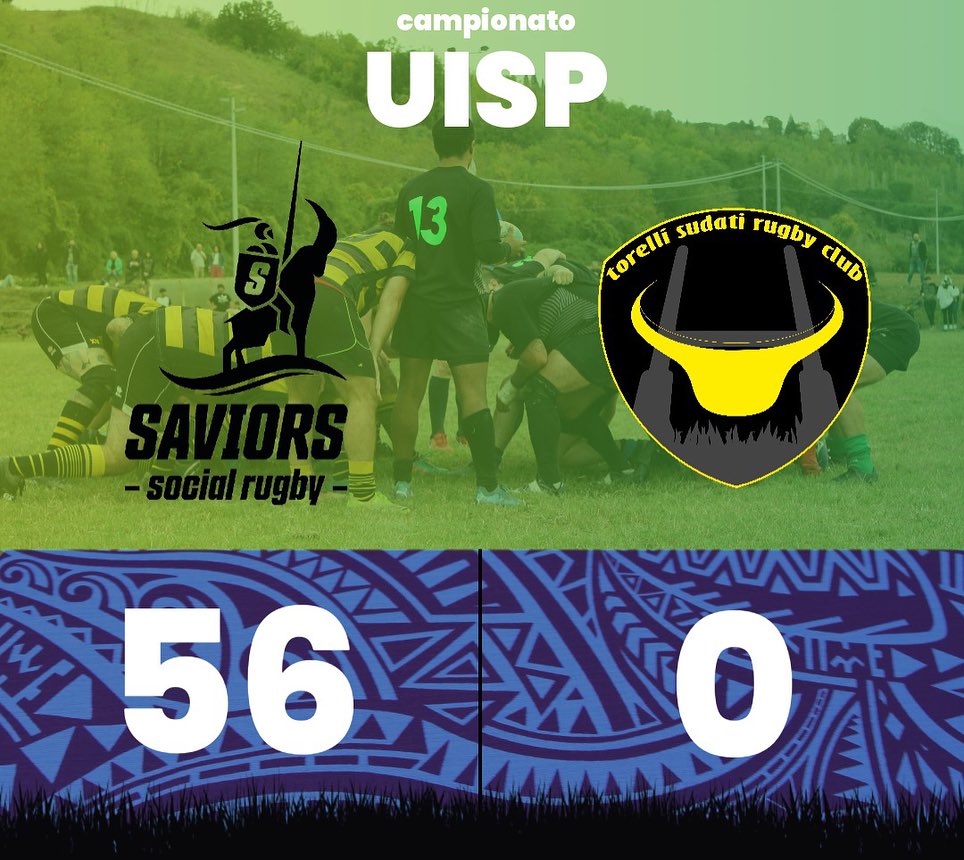 campionato
UISP
13
S
SAVIORS
- social rugby -
torelli sudati rugby club
56
0